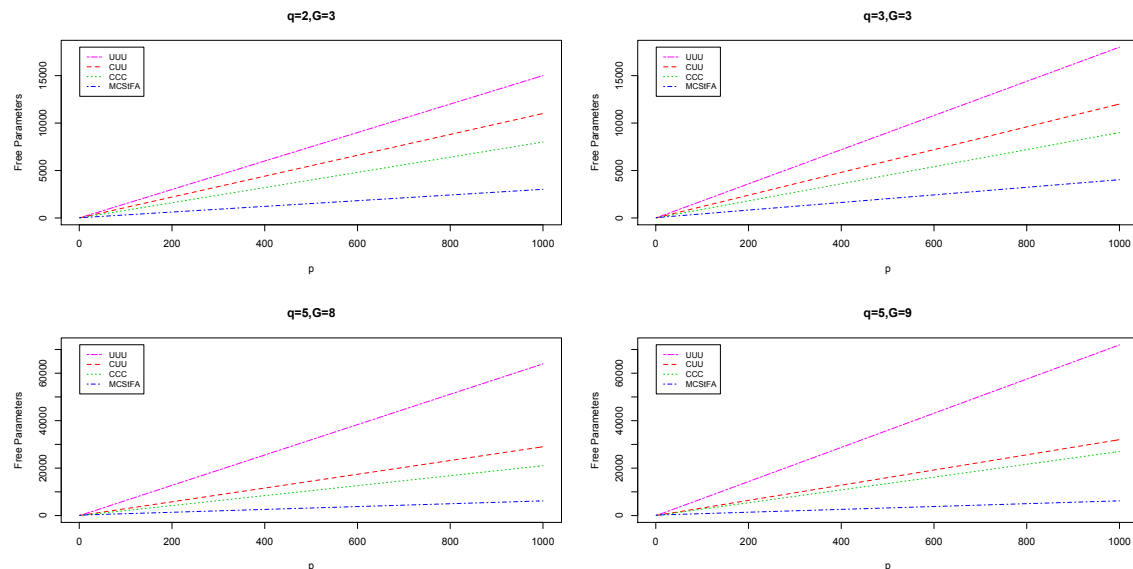 q=2,G=3
UUU
CUU
CCC
MCStFA
Free Parameters
15000
10000
5000
0
0 200 400 600 800 1000
p
q=3,G=3
UUU
CUU
CCC
MCStFA
Free Parameters
15000
10000
5000
0
0 200 400 600 800 1000
p
q=5,G=8
UUU
CUU
CCC
MCStFA
Free Parameters
60000
40000
20000
0
0 200 400 600 800 1000
p
q=5,G=9
UUU
CUU
CCC
MCStFA
Free Parameters
60000
40000
20000
0
0 200 400 600 800 1000
p